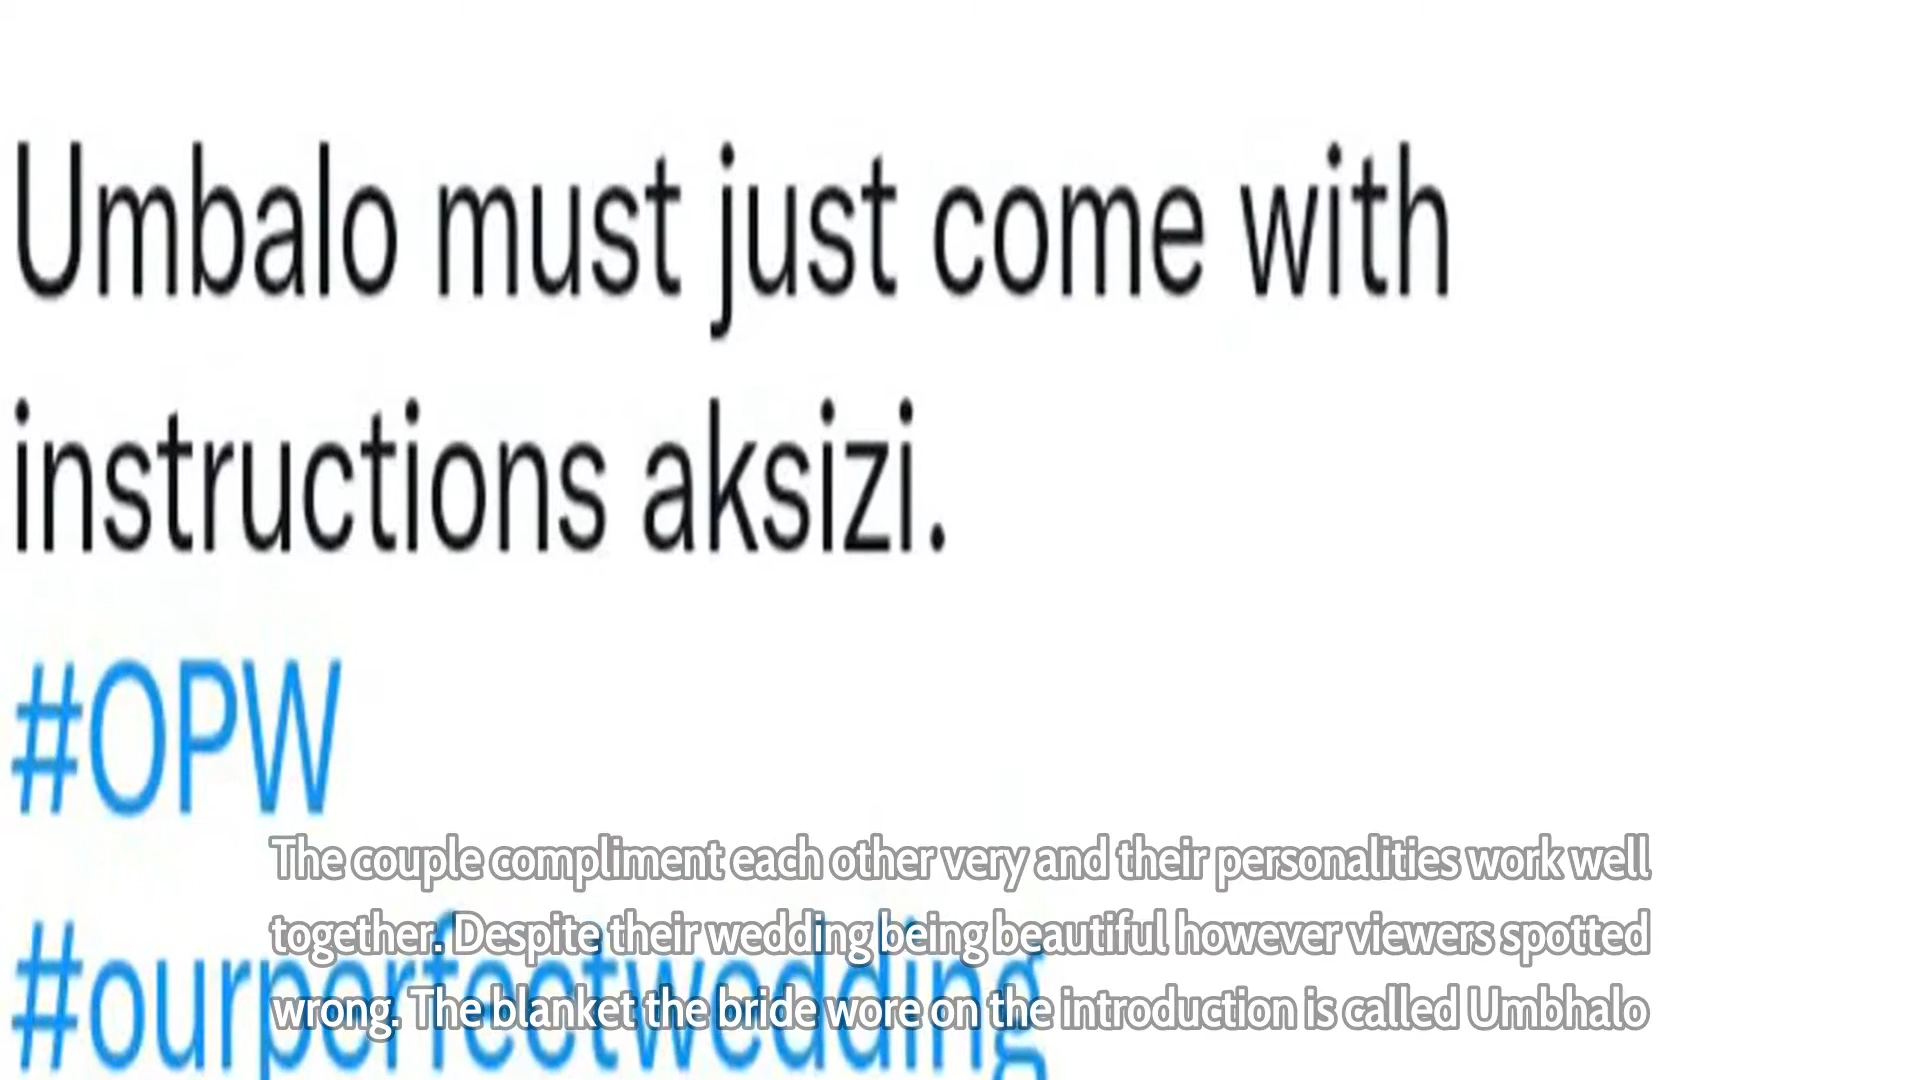 Umbalo must just come with
instructions aksizi.
#OPW
#ourperfectwedding
The couple compliment each other very and their personalities work well
together. Despite their wedding being beautiful however viewers spotted
wrong. The blanket the bride wore on the introduction is called Umbhalo